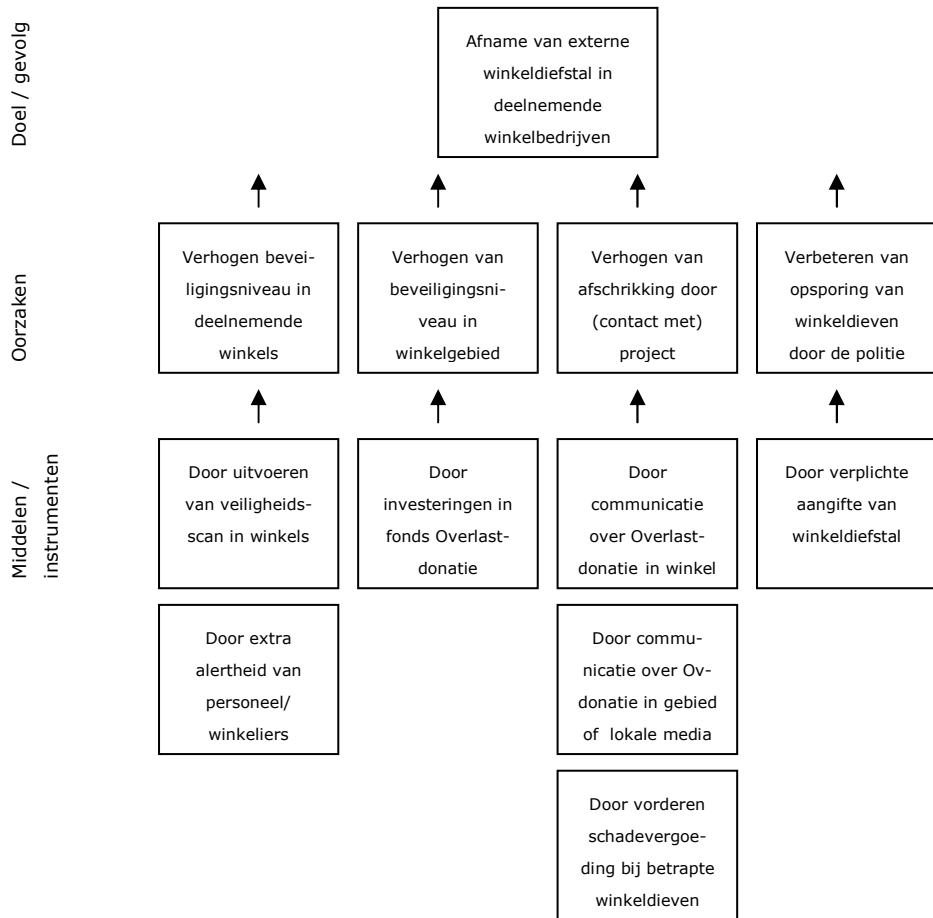 Doel / gevolg
Afname van externe
winkeldiefstal in
deelnemende
winkelbedrijven
Oorzaken
Verhogen bevei-
ligingsniveau in
deelnemende
winkels
Verhogen van
beveiligingsni-
veau in
winkelgebied
Verhogen van
afschrikking door
(contact met)
project
Verbeteren van
opsporing van
winkeldieven
door de politie
Middelen /
instrumenten
Door uitvoeren
van veiligheids-
scan in winkels
Door
investeringen in
fonds Overlast-
donatie
Door
communicatie
over Overlast-
donatie in winkel
Door verplichte
aangifte van
winkeldiefstal
Door extra
alertheid van
personeel/
winkeliers
Door commu-
nicatie over Ov-
donatie in gebied
of lokale media
Door vorderen
schadevergoe-
ding bij betrapte
winkeldieven